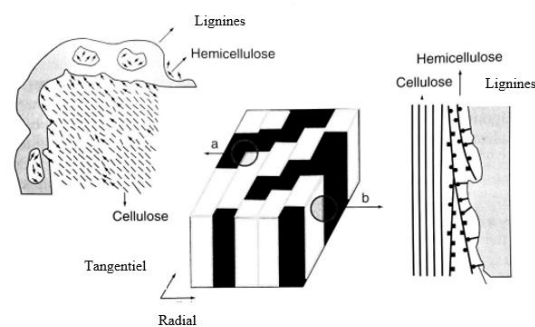 Lignines
Hemicellulose
Cellulose
a
b
Tangentiel
Radial
Hemicellulose
Cellulose
Lignines